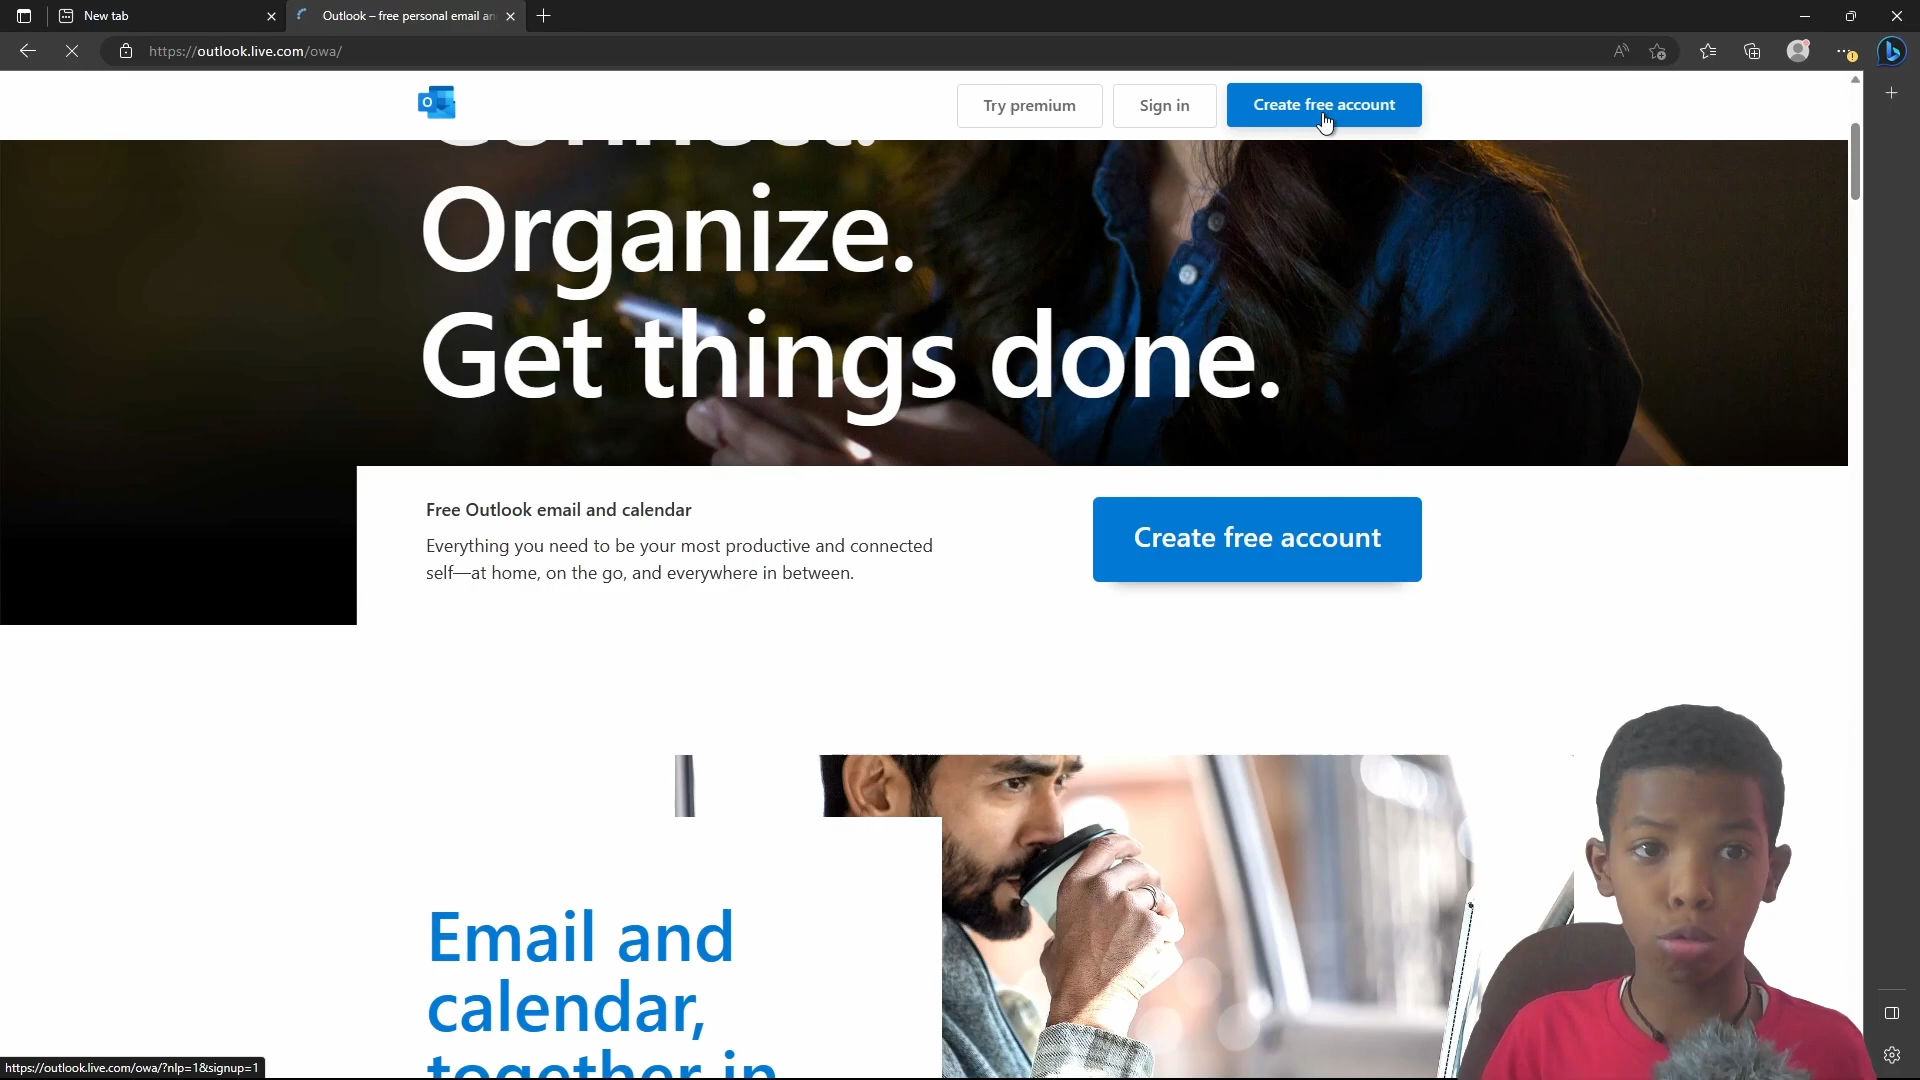 New tab
Outlook – free personal email an
https://outlook.live.com/owa/
Try premium
Sign in
Create free account
Connect.
Organize.
Get things done.
Free Outlook email and calendar
Everything you need to be your most productive and connected
self—at home, on the go, and everywhere in between.
Create free account
Email and
calendar,
together in
https://outlook.live.com/owa/?nlp=1&signup=1